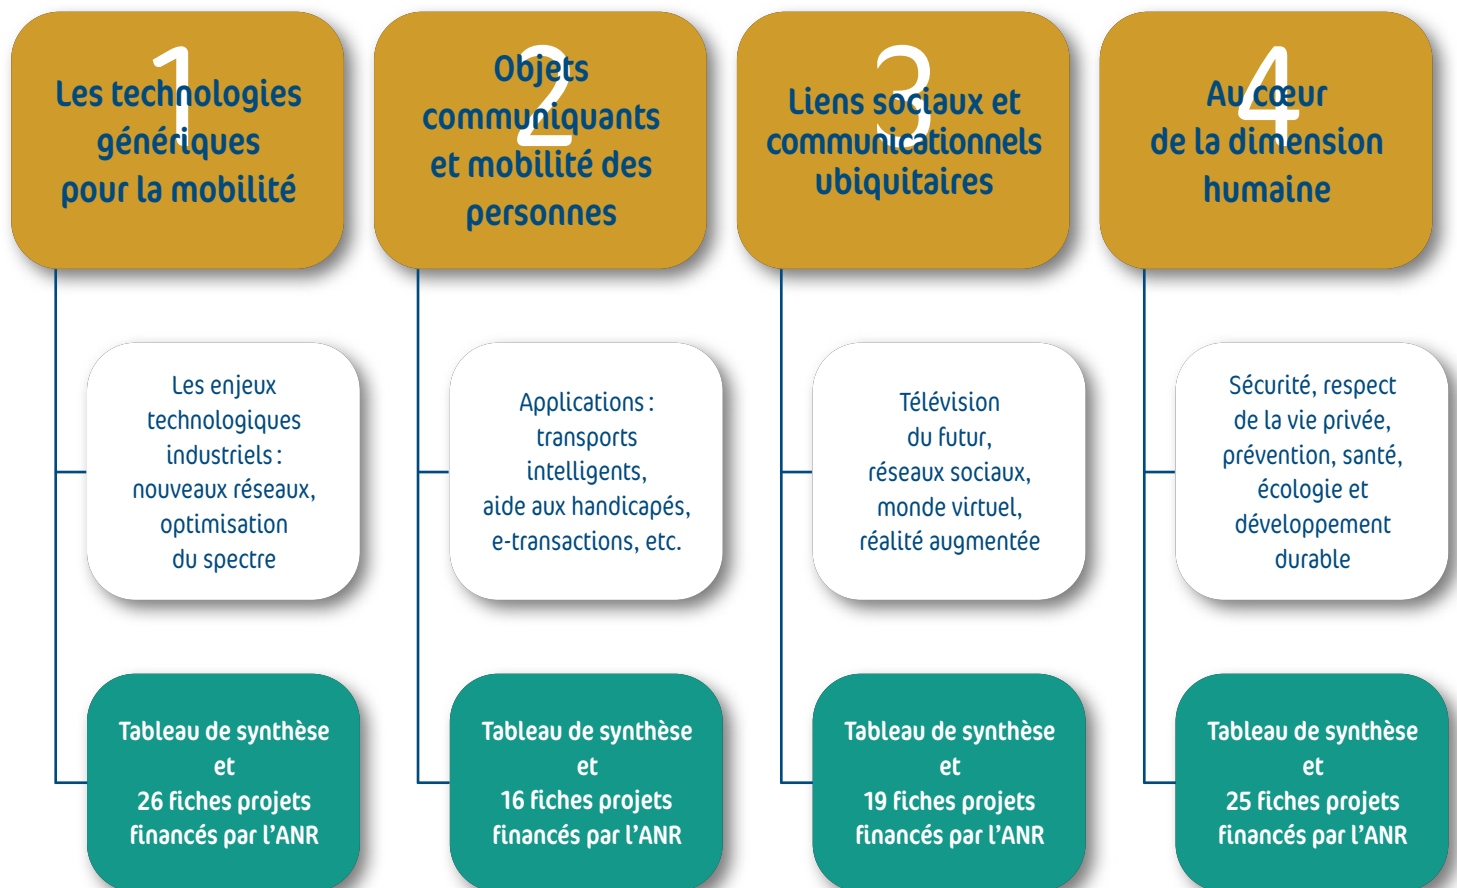 1
Les technologies
génériques
pour la mobilité
2
Objets
communiquants
et mobilité des
personnes
3
Liens sociaux et
communicationnels
ubiquitaires
4
Au cœur
de la dimension
humaine
Les enjeux
technologiques
industriels :
nouveaux réseaux,
optimisation
du spectre
Applications :
transports
intelligents,
aide aux handicapés,
e-transactions, etc.
Télévision
du futur,
réseaux sociaux,
monde virtuel,
réalité augmentée
Sécurité, respect
de la vie privée,
prévention, santé,
écologie et
développement
durable
Tableau de synthèse
et
26 fiches projets
financés par l’ANR
Tableau de synthèse
et
16 fiches projets
financés par l’ANR
Tableau de synthèse
et
19 fiches projets
financés par l’ANR
Tableau de synthèse
et
25 fiches projets
financés par l’ANR